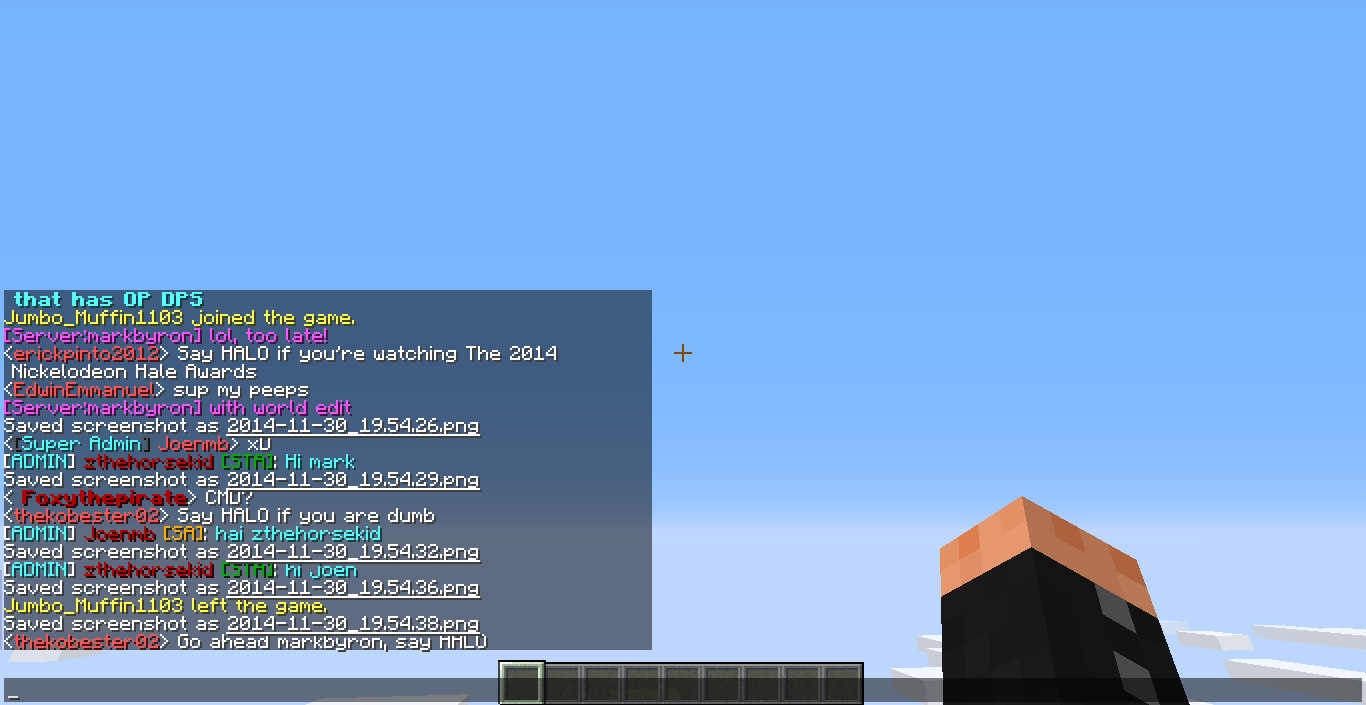 that has OP DPS
Jumbo_Muffin1103 joined the game.
[Server:markbyron] lol, too late!
<erickpinto2012> Say HALO if you're watching The 2014
Nickelodeon Hale Awards
<EdwinEmmanuel> sup my peeps
[Server:markbyron] with world edit
Saved screenshot as 2014-11-30_19.54.26.png
<[Super Admin] Joenmb> xD
[ADMIN] zthehorsekid [STA]: Hi mark
Saved screenshot as 2014-11-30_19.54.29.png
< Foxythepirate> CMD?
<thekobester02> Say HALO if you are dumb
[ADMIN] Joenmb [SA]: hai zthehorsekid
Saved screenshot as 2014-11-30_19.54.32.png
[ADMIN] zthehorsekid [STA]: hi joen
Saved screenshot as 2014-11-30_19.54.36.png
Jumbo_Muffin1103 left the game.
Saved screenshot as 2014-11-30_19.54.38.png
<thekobester02> Go ahead markbyron, say HALO
_